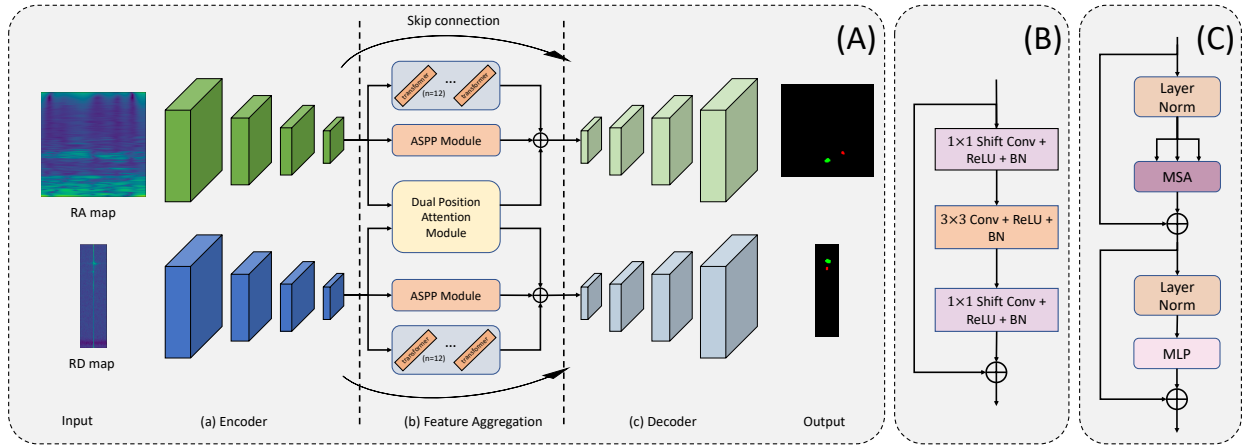 Skip connection
(A)
transformer
...
transformer
(n=12)
ASPP Module
Dual Position
Attention
Module
RA map
ASPP Module
transformer
...
transformer
(n=12)
RD map
Input
(a) Encoder
(b) Feature Aggregation
(c) Decoder
Output
(B)
1×1 Shift Conv +
ReLU + BN
3×3 Conv + ReLU +
BN
1×1 Shift Conv +
ReLU + BN
(C)
Layer
Norm
MSA
Layer
Norm
MLP